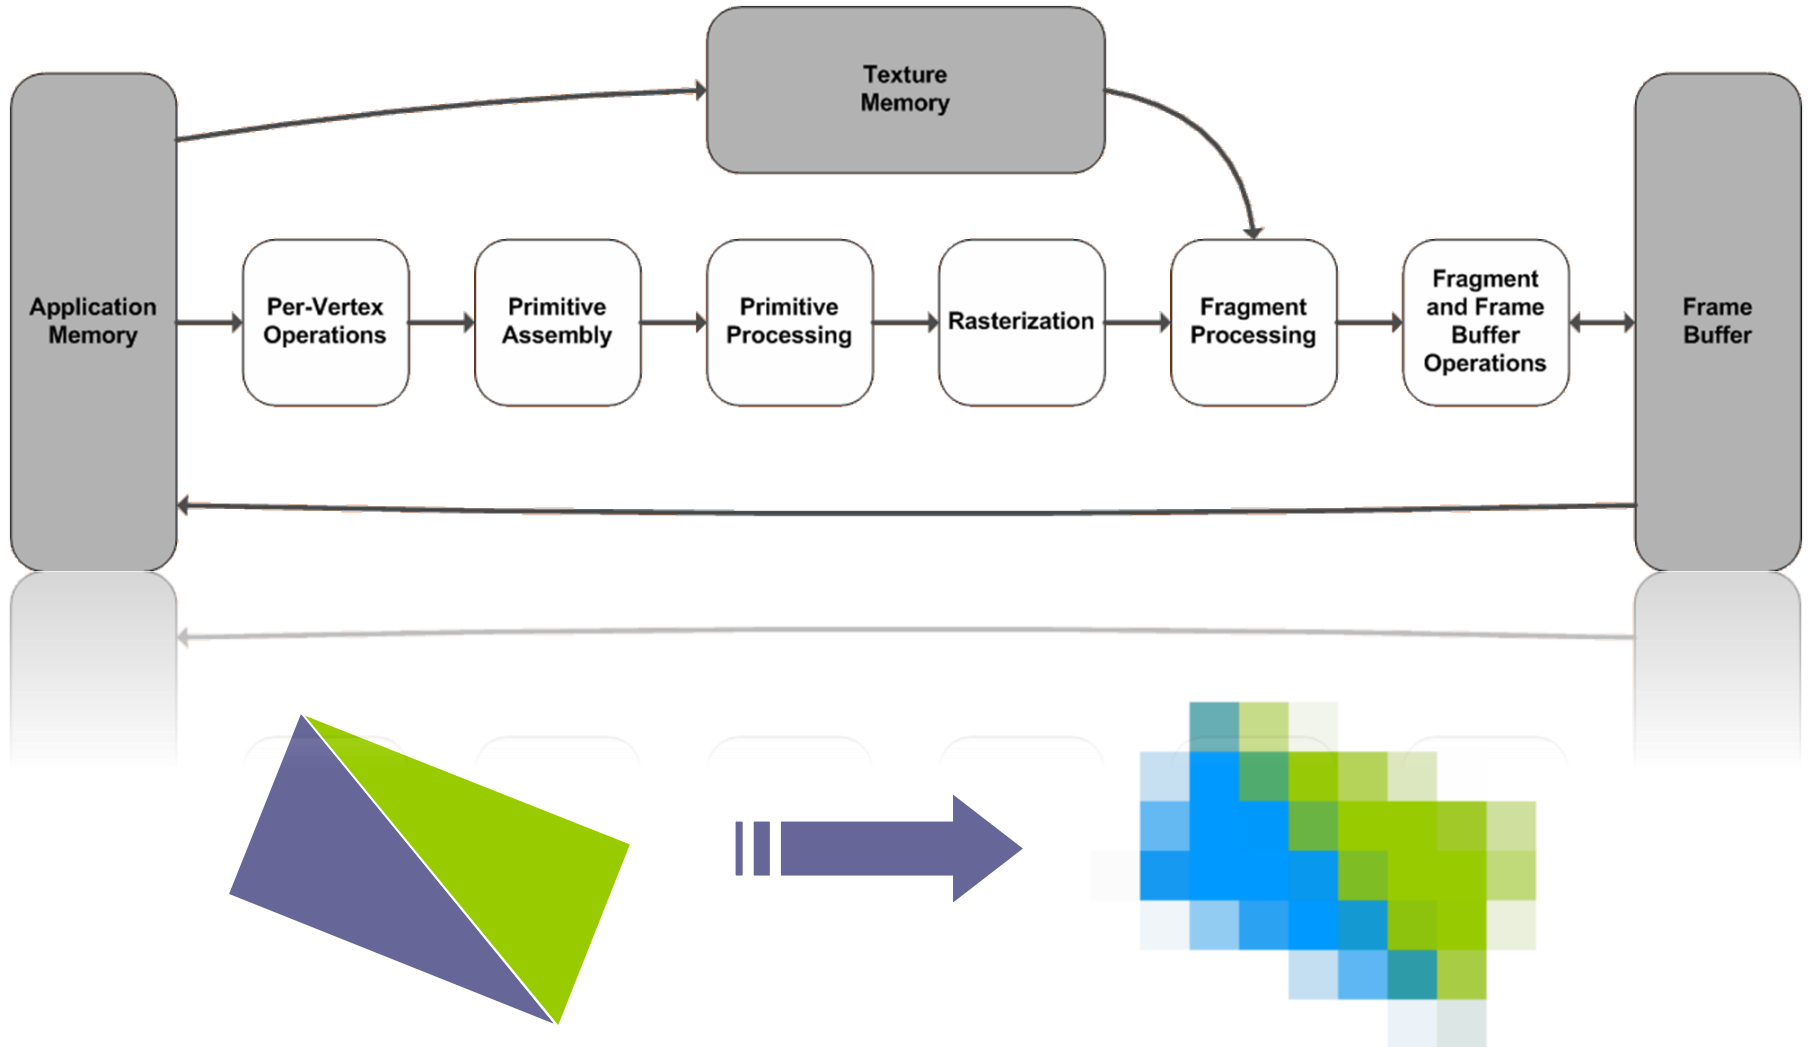 Texture
Memory
Application
Memory
Per-Vertex
Operations
Primitive
Assembly
Primitive
Processing
Rasterization
Fragment
Processing
Fragment
and Frame
Buffer
Operations
Frame
Buffer